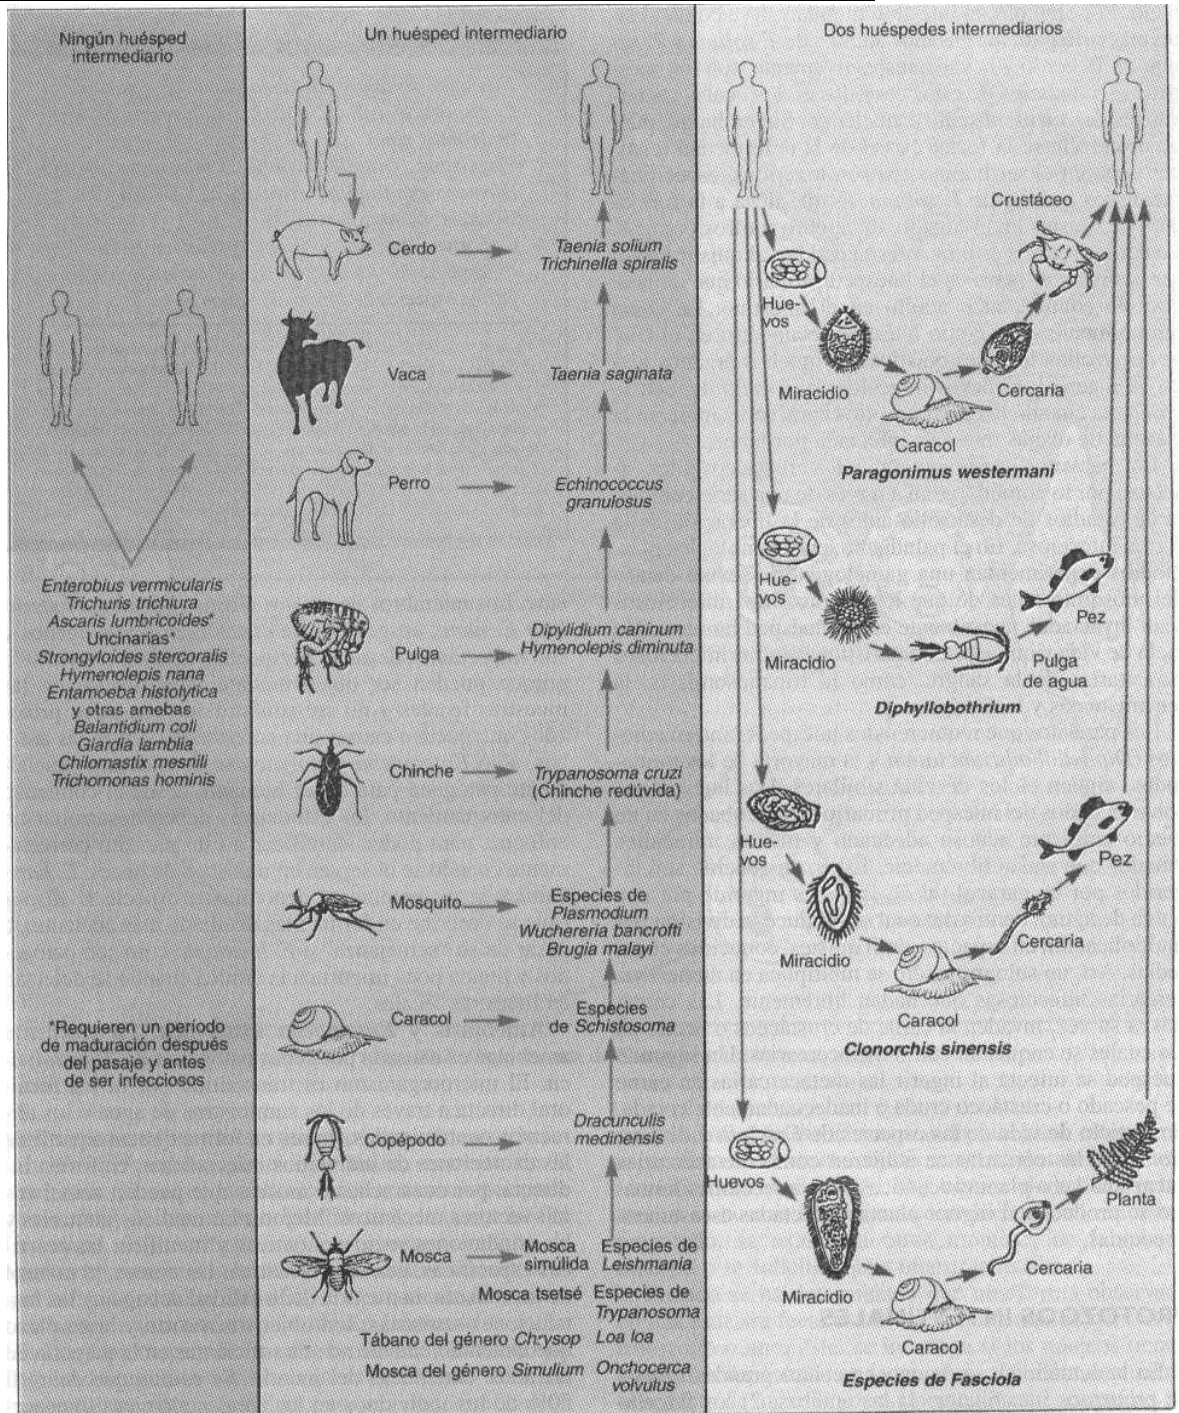 Ningún huésped
intermediario
Enterobius vermicularis
Trichuris trichiura
Ascaris lumbricoides*
Uncinarias*
Strongyloides stercoralis
Hymenolepis nana
Entamoeba histolytica
y otras amebas
Balantidium coli
Giardia lamblia
Chilomastix mesnili
Trichomonas hominis
*Requieren un período
de maduración después
del pasaje y antes
de ser infecciosos
Un huésped intermediario
Cerdo
Taenia solium
Trichinella spiralis
Vaca
Taenia saginata
Perro
Echinococcus
granulosus
Pulga
Dipylidium caninum
Hymenolepis diminuta
Chinche
Trypanosoma cruzi
(Chinche redúvida)
Mosquito
Especies de
Plasmodium
Wuchereria bancrofti
Brugia malayi
Caracol
Especies
de Schistosoma
Copépodo
Dracunculis
medinensis
Mosca
Mosca
simúlida
Especies de
Leishmania
Mosca tsetsé
Especies de
Trypanosoma
Tábano del género Chrysop
Loa loa
Mosca del género Simulium
Onchocerca
volvulus
Dos huéspedes intermediarios
Crustáceo
Hue-
vos
Miracidio
Cercaria
Caracol
Paragonimus westermani
Hue-
vos
Miracidio
Pez
Pulga
de agua
Diphyllobothrium
Hue-
vos
Pez
Miracidio
Cercaria
Caracol
Clonorchis sinensis
Huevos
Planta
Miracidio
Cercaria
Caracol
Especies de Fasciola